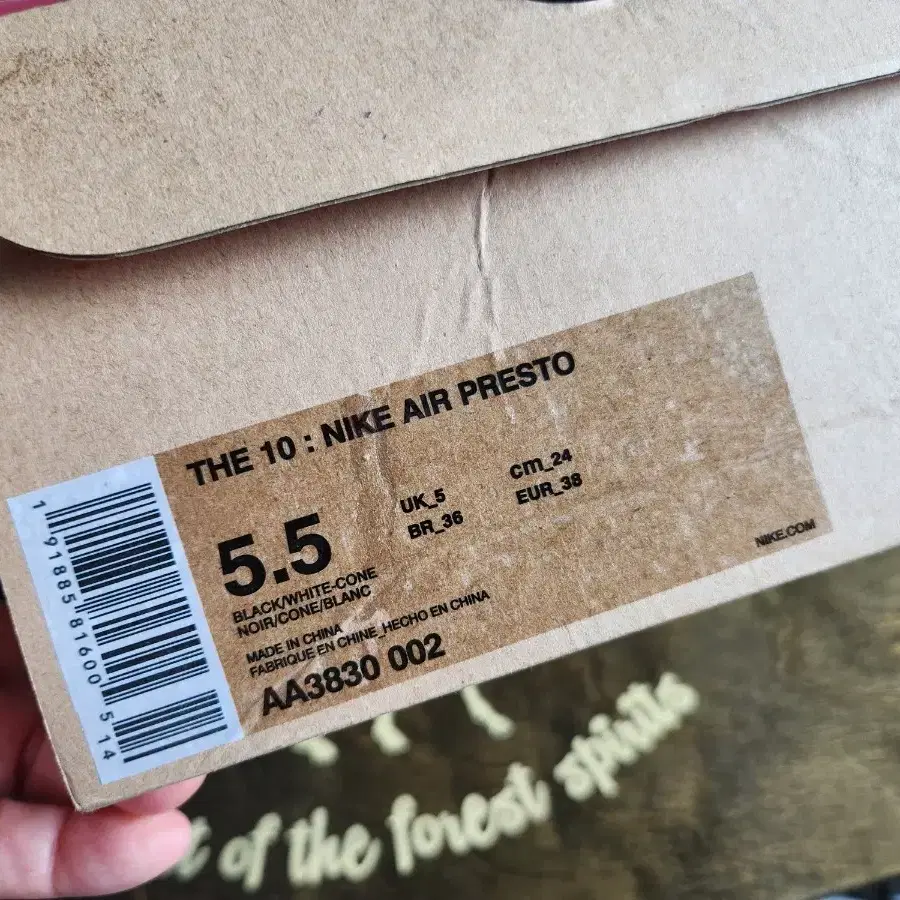 THE 10 : NIKE AIR PRESTO
5.5
UK_5
BR_36
cm_24
EUR_38
BLACK/WHITE-CONE
NOIR/CONE/BLANC
MADE IN CHINA
FABRIQUE EN CHINE_HECHO EN CHINA
AA3830 002
NIKE.COM
1 91885 81600 5 14
of the forest spirits